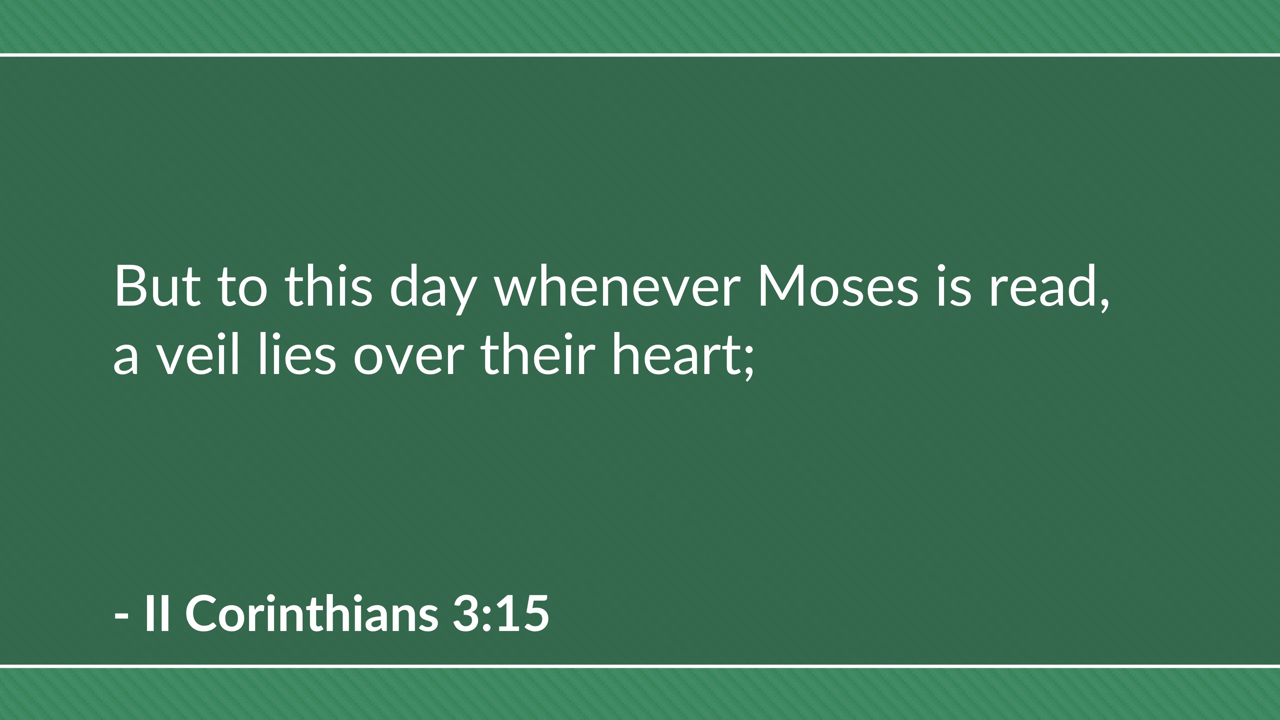 But to this day whenever Moses is read,
a veil lies over their heart;
- II Corinthians 3:15